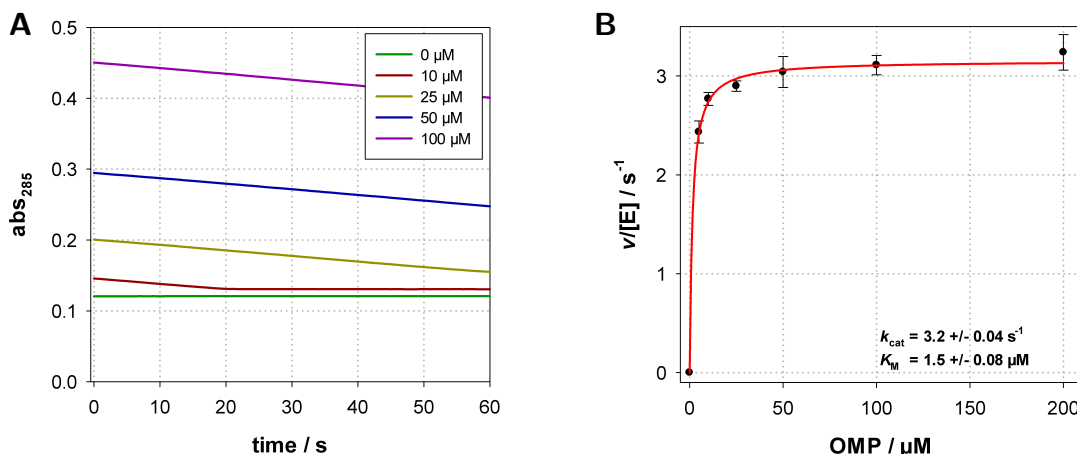 A
0.5
0.4
0.3
0.2
0.1
0.0
abs285
0 µM
10 µM
25 µM
50 µM
100 µM
0 10 20 30 40 50 60
time / s
B
3
2
1
0
v/[E] / s-1
kcat = 3.2 +/- 0.04 s-1
KM = 1.5 +/- 0.08 µM
0 50 100 150 200
OMP / µM